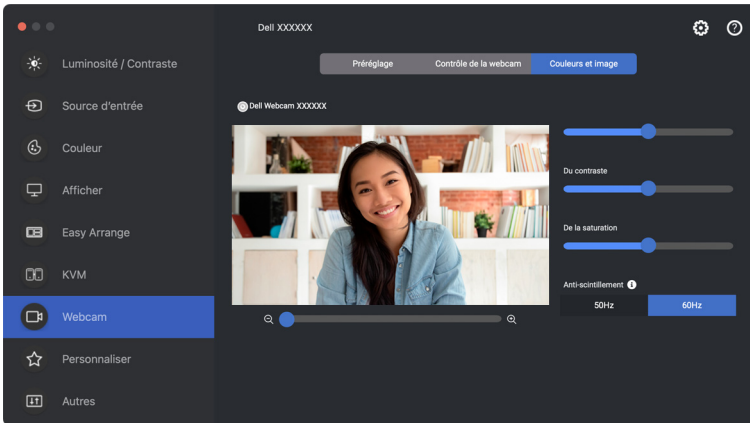 Dell XXXXXX
Luminosité / Contraste
Source d'entrée
Couleur
Afficher
Easy Arrange
KVM
Webcam
Personnaliser
Autres
Préréglage
Contrôle de la webcam
Couleurs et image
Dell Webcam XXXXXX
Du contraste
De la saturation
Anti-scintillement
50Hz
60Hz